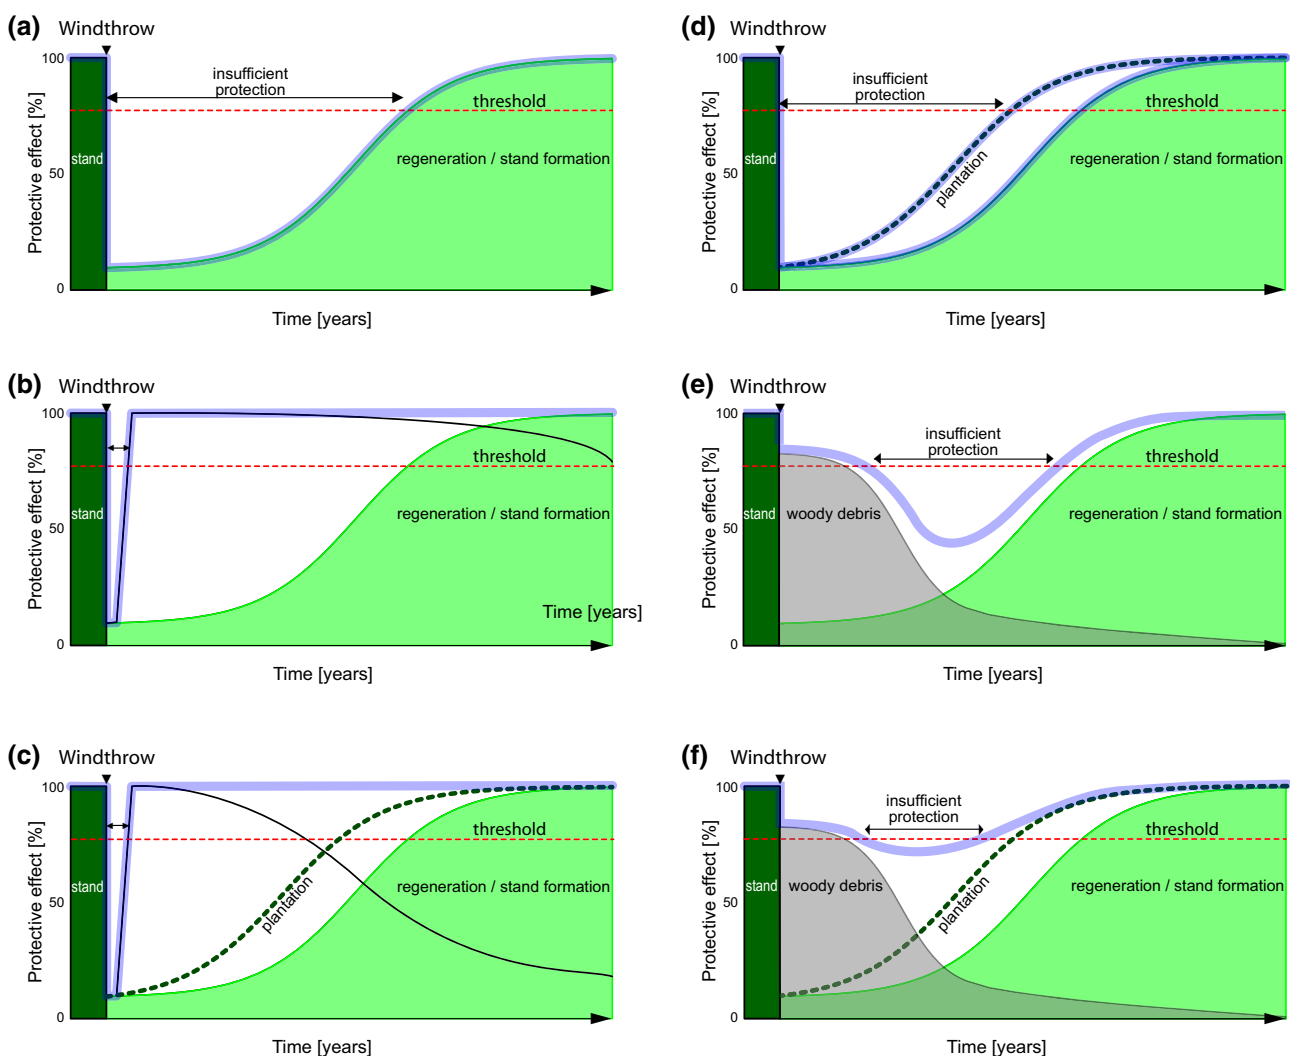 (a) Windthrow
100
insufficient
protection
threshold
stand
regeneration / stand formation
50
0
Protective effect [%]
Time [years]
(d) Windthrow
100
insufficient
protection
threshold
stand
regeneration / stand formation
plantation
50
0
Protective effect [%]
Time [years]
(b) Windthrow
100
threshold
stand
regeneration / stand formation
50
Time [years]
0
Protective effect [%]
Time [years]
(e) Windthrow
100
insufficient
protection
threshold
stand
woody debris
regeneration / stand formation
50
0
Protective effect [%]
Time [years]
(c) Windthrow
100
threshold
stand
regeneration / stand formation
plantation
50
0
Protective effect [%]
Time [years]
(f) Windthrow
100
insufficient
protection
threshold
stand
woody debris
regeneration / stand formation
plantation
50
0
Protective effect [%]
Time [years]